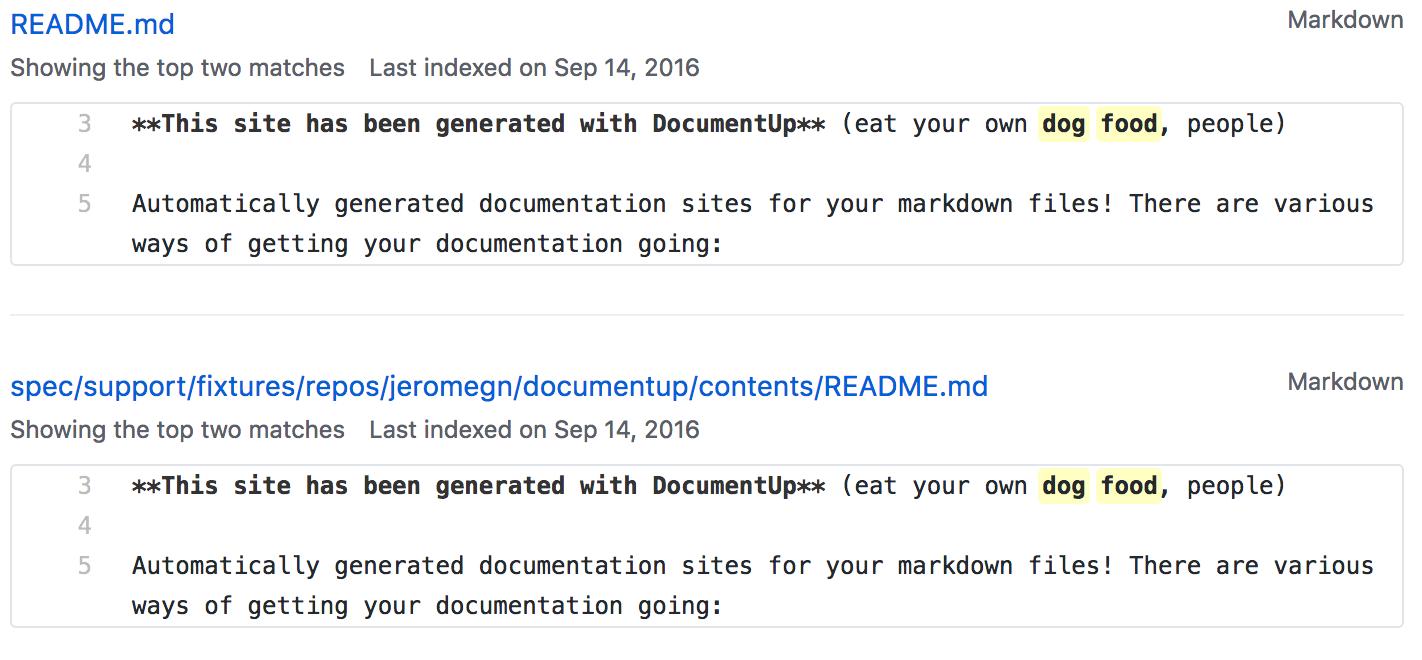 README.md Markdown
Showing the top two matches Last indexed on Sep 14, 2016
3 **This site has been generated with DocumentUp** (eat your own dog food, people)
4
5 Automatically generated documentation sites for your markdown files! There are various
ways of getting your documentation going:
spec/support/fixtures/repos/jeromegn/documentup/contents/README.md Markdown
Showing the top two matches Last indexed on Sep 14, 2016
3 **This site has been generated with DocumentUp** (eat your own dog food, people)
4
5 Automatically generated documentation sites for your markdown files! There are various
ways of getting your documentation going: